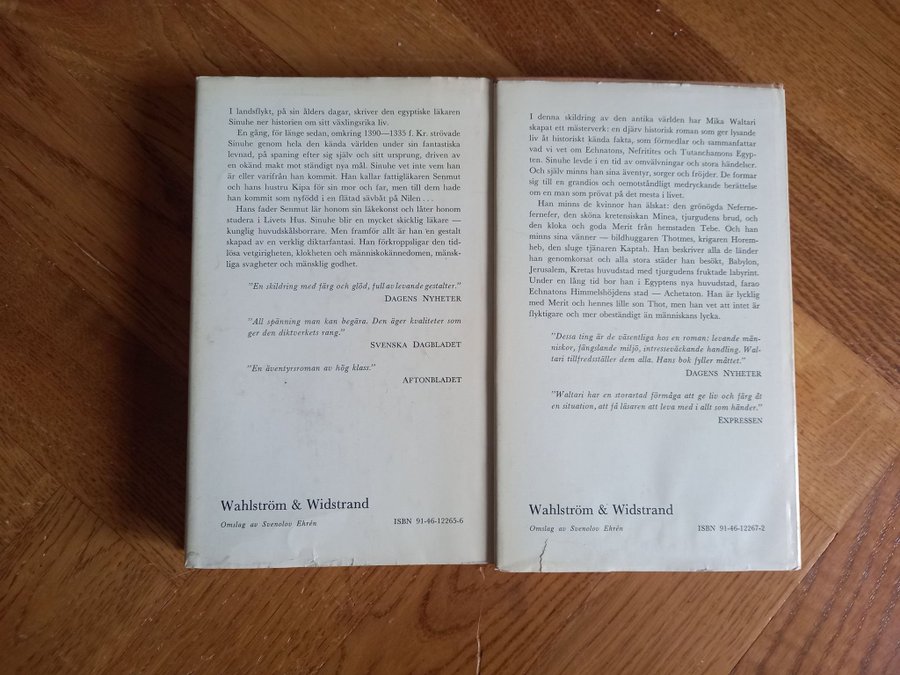 I landsflykt, på sin ålders dagar, skriver den egyptiske läkaren
Sinuhe ner historien om sitt växlingsrika liv.
En gång, för länge sedan, omkring 1390—1335 f. Kr. strövade
Sinuhe genom hela den kända världen under sin fantastiska
levnad, på spaning efter sig själv och sitt ursprung, driven av
en okänd makt mot ständigt nya mål. Sinuhe vet inte vem han
är eller varifrån han kommit. Han kallar fattigläkaren Senmut
och hans hustru Kipa för sin mor och far, men till dem hade
han kommit som nyfödd i en flätad sävbåt på Nilen . . .
Hans fader Senmut lär honom sin läkekonst och låter honom
studera i Livets Hus. Sinuhe blir en mycket skicklig läkare —
kunglig huvudskålsborrare. Men framför allt är han en gestalt
skapad av en verklig diktarfantasi. Han förkroppsligar den tid-
lösa vetgirigheten, klokheten och människokännedomen, mänsk-
liga svagheter och mänsklig godhet.
"En skildring med färg och glöd, full av levande gestalter."
DAGENS NYHETER
"All spänning man kan begära. Den äger kvaliteter som
ger den diktverkets rang."
SVENSKA DAGBLADET
"En äventyrsroman av hög klass."
AFTONBLADET
Wahlström & Widstrand
Omslag av Svenolov Ehrén
ISBN 91-46-12265-6
I denna skildring av den antika världen har Mika Waltari
skapat ett mästerverk: en djärv historisk roman som ger lysande
liv åt historiskt kända fakta, som förmedlar och sammanfattar
vad vi vet om Echnatons, Nefritites och Tutanchamons Egyp-
ten. Sinuhe levde i en tid av omvälvningar och stora händelser.
Och själv minns han sina äventyr, sorger och fröjder. De formar
sig till en grandios och oemotståndligt medryckande berättelse
om en man som prövat på det mesta i livet.
Han minns de kvinnor han älskat: den grönögda Neferne-
fernefer, den sköna kretensiskan Minea, tjurgudens brud, och
den kloka och goda Merit från hemstaden Tebe. Och han
minns sina vänner — bildhuggaren Thotmes, krigaren Horem-
heb, den sluge tjänaren Kaptah. Han beskriver alla de länder
han genomkorsat och alla stora städer han besökt, Babylon,
Jerusalem, Kretas huvudstad med tjurgudens fruktade labyrint.
Under en lång tid bor han i Egyptens nya huvudstad, farao
Echnatons Himmelshöjdens stad — Achetaton. Han är lycklig
med Merit och hennes lille son Thot, men han vet att intet är
flyktigare och mer obeständigt än människans lycka.
"Dessa ting är de väsentliga hos en roman: levande män-
niskor, fängslande miljö, intresseväckande handling. Wal-
tari tillfredsställer dem alla. Hans bok fyller måttet."
DAGENS NYHETER
"Waltari har en storartad förmåga att ge liv och färg åt
en situation, att få läsaren att leva med i allt som händer."
EXPRESSEN
Wahlström & Widstrand
Omslag av Svenolov Ehrén
ISBN 91-46-12267-2